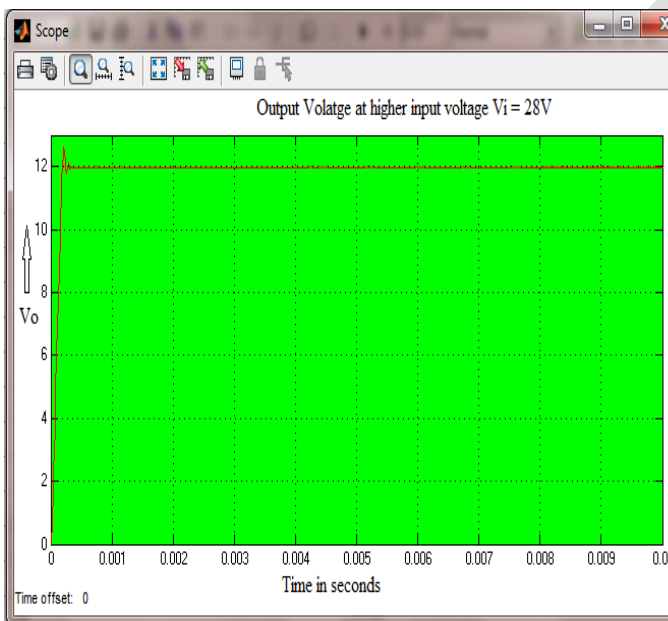 Scope
Output Volatge at higher input voltage Vi = 28V
12
10
8
6
4
2
0
Vo
0 0.001 0.002 0.003 0.004 0.005 0.006 0.007 0.008 0.009 0.0
Time in seconds
Time offset: 0